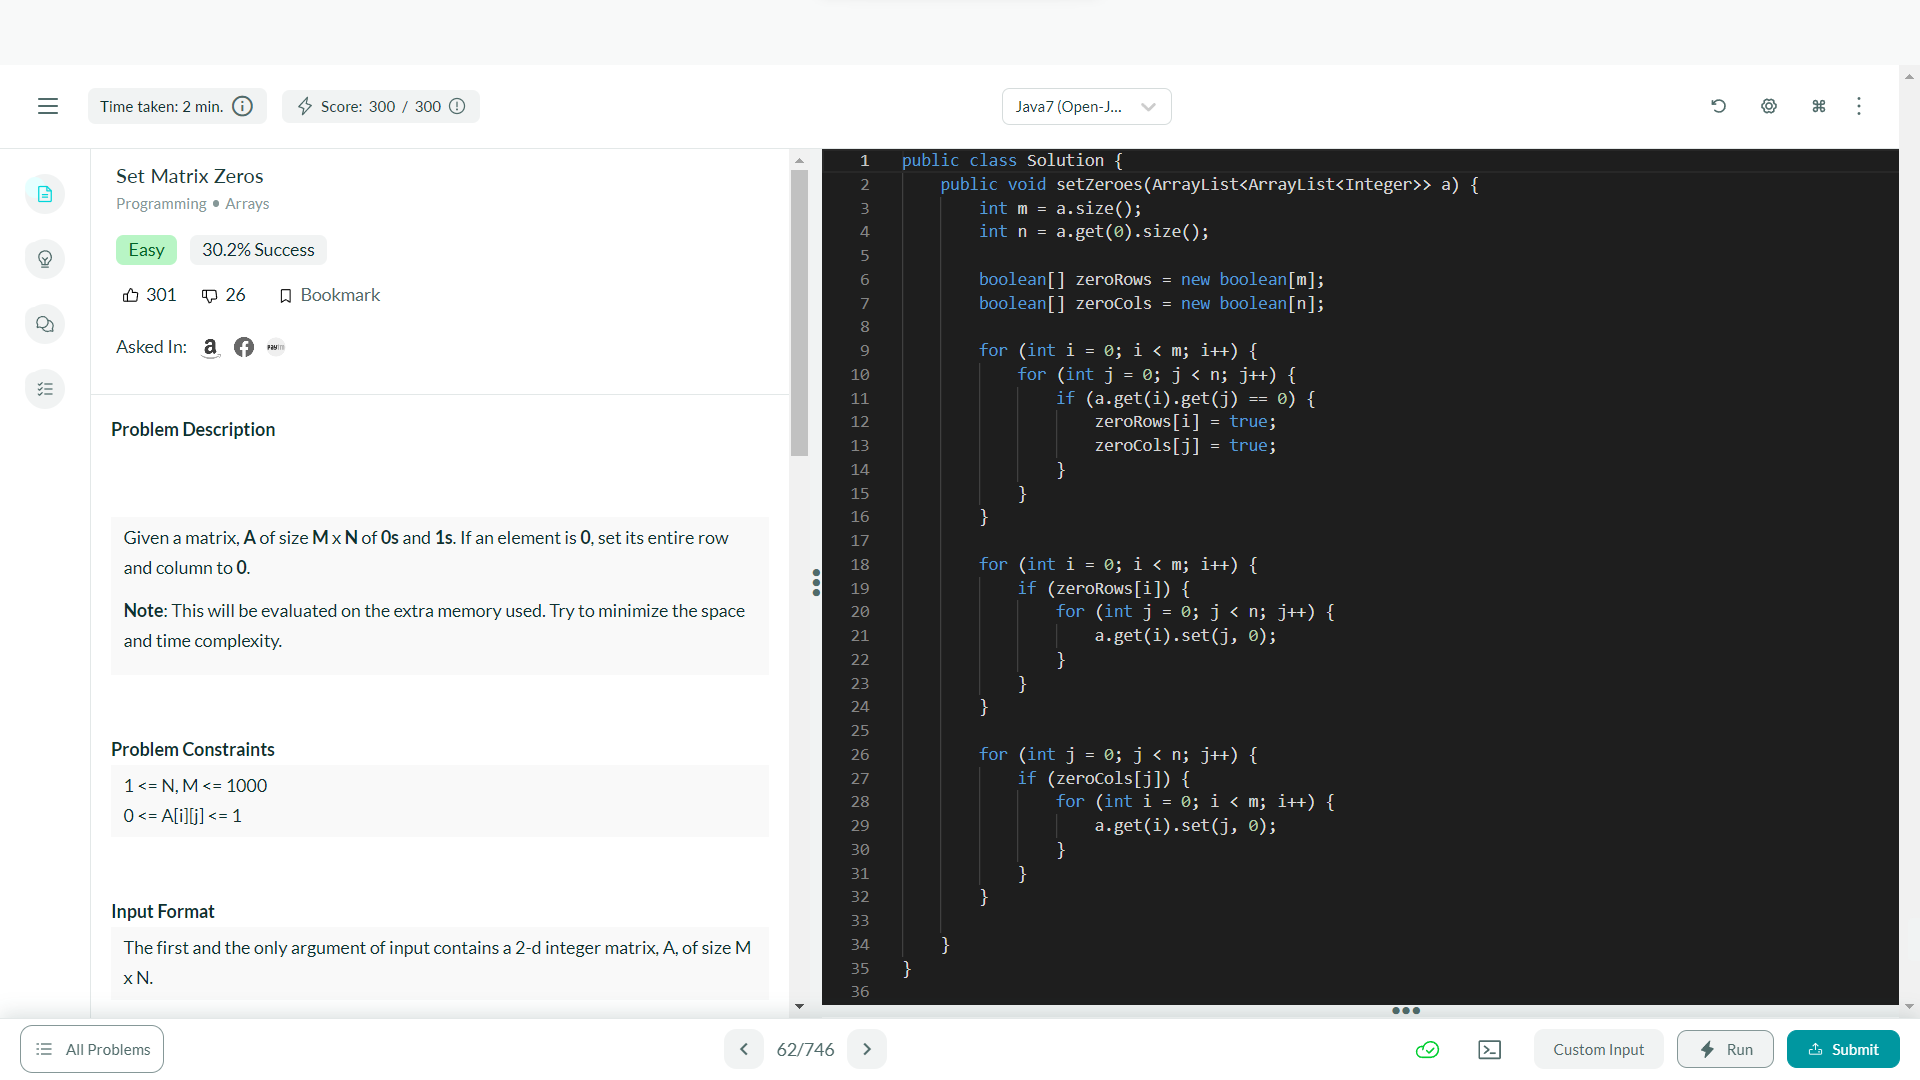 Time taken: 2 min.
Score: 300 / 300
Java7 (Open-J...
Set Matrix Zeros
Programming • Arrays
Easy
30.2% Success
301
26
Bookmark
Asked In:
a
paytm
Problem Description
Given a matrix, A of size M x N of 0s and 1s. If an element is 0, set its entire row
and column to 0.
Note: This will be evaluated on the extra memory used. Try to minimize the space
and time complexity.
Problem Constraints
1 <= N, M <= 1000
0 <= A[i][j] <= 1
Input Format
The first and the only argument of input contains a 2-d integer matrix, A, of size M
x N.
1 public class Solution {
2 public void setZeroes(ArrayList<ArrayList<Integer>> a) {
3 int m = a.size();
4 int n = a.get(0).size();
5
6 boolean[] zeroRows = new boolean[m];
7 boolean[] zeroCols = new boolean[n];
8
9 for (int i = 0; i < m; i++) {
10 for (int j = 0; j < n; j++) {
11 if (a.get(i).get(j) == 0) {
12 zeroRows[i] = true;
13 zeroCols[j] = true;
14 }
15 }
16 }
17
18 for (int i = 0; i < m; i++) {
19 if (zeroRows[i]) {
20 for (int j = 0; j < n; j++) {
21 a.get(i).set(j, 0);
22 }
23 }
24 }
25
26 for (int j = 0; j < n; j++) {
27 if (zeroCols[j]) {
28 for (int i = 0; i < m; i++) {
29 a.get(i).set(j, 0);
30 }
31 }
32 }
33
34 }
35 }
36
All Problems
62/746
Custom Input
Run
Submit